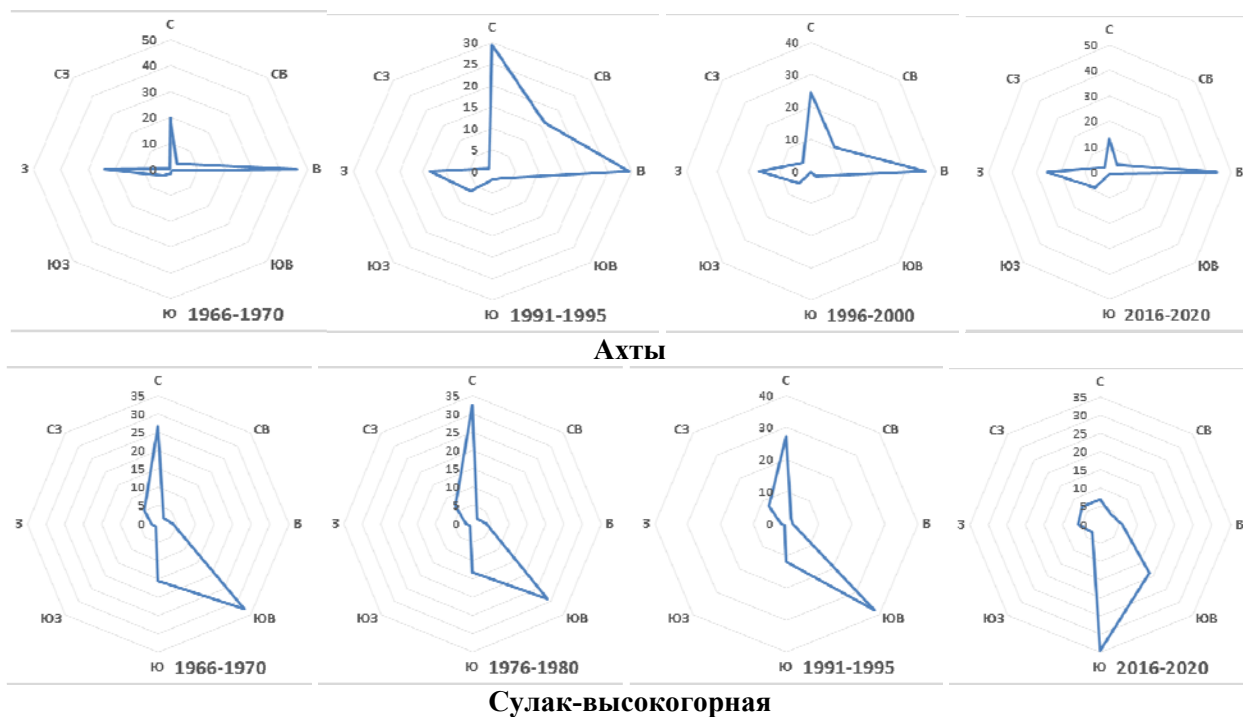 С
50
40
30
20
10
0
СЗ
СВ
З
В
ЮЗ
ЮВ
Ю 1966-1970
С
30
25
20
15
10
5
0
СЗ
СВ
З
В
ЮЗ
ЮВ
Ю 1991-1995
С
40
30
20
10
0
СЗ
СВ
З
В
ЮЗ
ЮВ
Ю 1996-2000
С
50
40
30
20
10
0
СЗ
СВ
З
В
ЮЗ
ЮВ
Ю 2016-2020
Ахты
С
35
30
25
20
15
10
5
0
СЗ
СВ
З
В
ЮЗ
ЮВ
Ю 1966-1970
С
35
30
25
20
15
10
5
0
СЗ
СВ
З
В
ЮЗ
ЮВ
Ю 1976-1980
С
40
30
20
10
0
СЗ
СВ
З
В
ЮЗ
ЮВ
Ю 1991-1995
С
35
30
25
20
15
10
5
0
СЗ
СВ
З
В
ЮЗ
ЮВ
Ю 2016-2020
Сулак-высокогорная